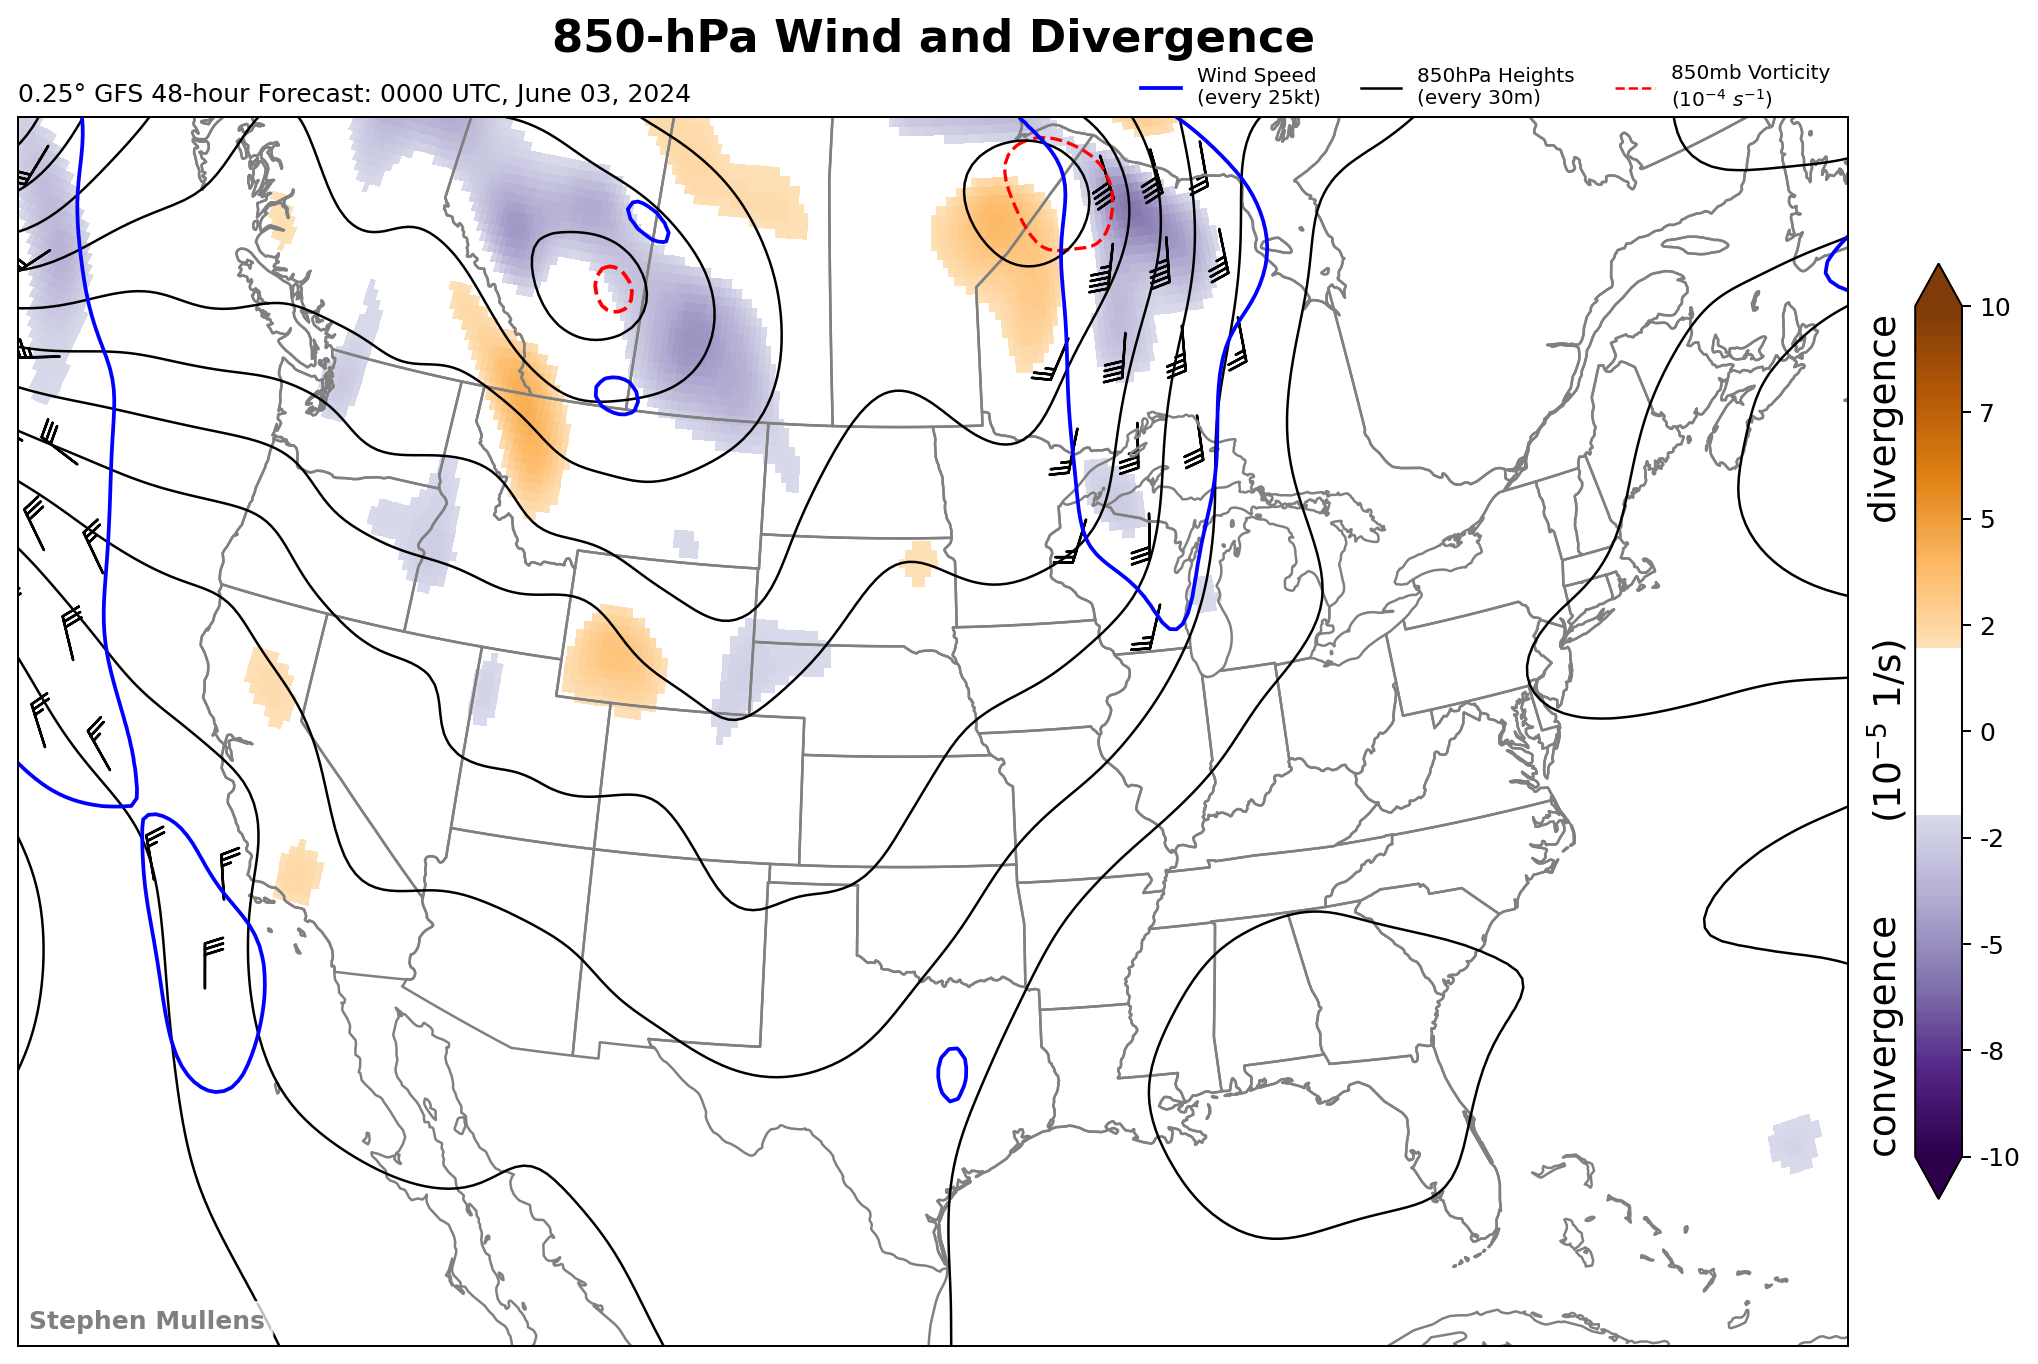 850-hPa Wind and Divergence
0.25° GFS 48-hour Forecast: 0000 UTC, June 03, 2024
Wind Speed
(every 25kt)
850hPa Heights
(every 30m)
850mb Vorticity
(10⁻⁴ s⁻¹)
10
7
5
2
0
-2
-5
-8
-10
convergence (10⁻⁵ 1/s) divergence
Stephen Mullens